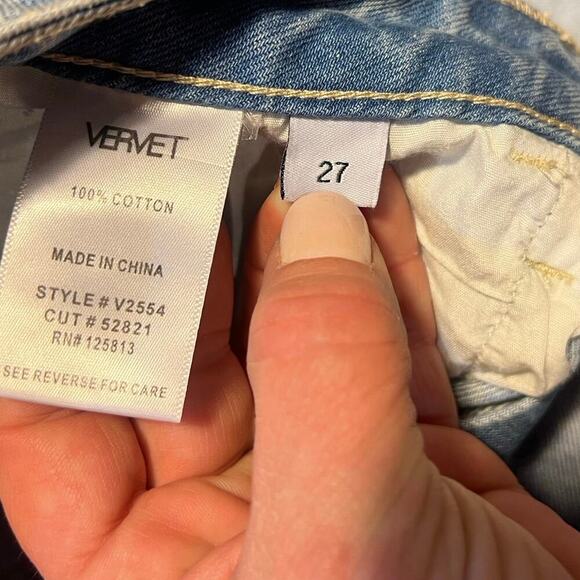 VERVET
100% COTTON
MADE IN CHINA
STYLE # V2554
CUT # 52821
RN# 125813
SEE REVERSE FOR CARE
27